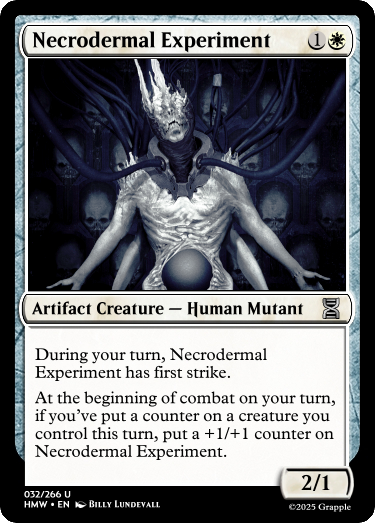 Necrodermal Experiment 1
Artifact Creature — Human Mutant
During your turn, Necrodermal
Experiment has first strike.
At the beginning of combat on your turn,
if you've put a counter on a creature you
control this turn, put a +1/+1 counter on
Necrodermal Experiment.
2/1
032/266 U
HMW • EN Billy Lundevall
©2025 Grapple